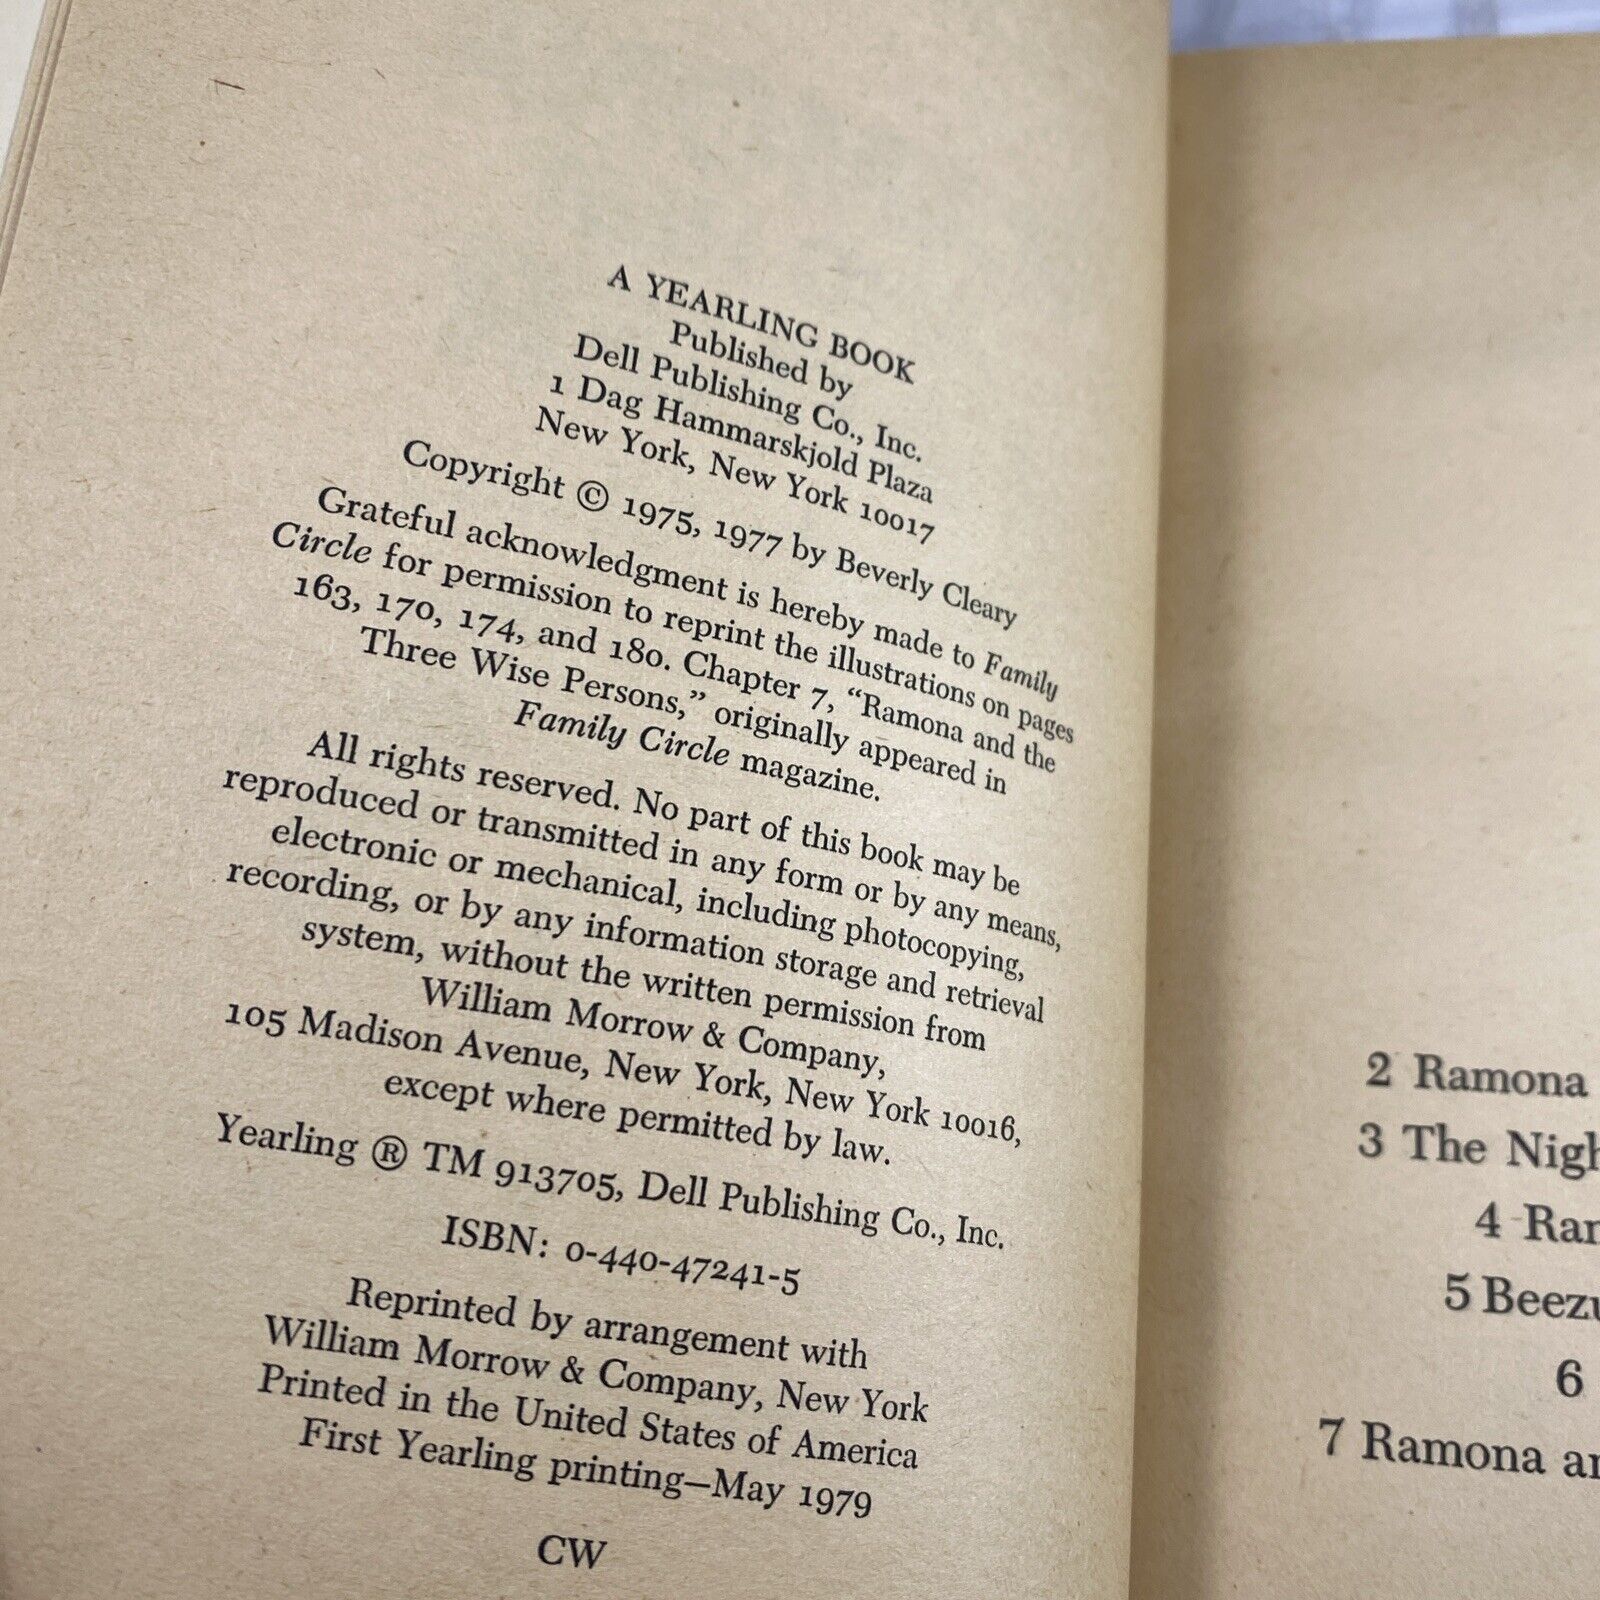 A YEARLING BOOK
Published by
Dell Publishing Co., Inc.
1 Dag Hammarskjold Plaza
New York, New York 10017
Copyright © 1975, 1977 by Beverly Cleary
Grateful acknowledgment is hereby made to Family
Circle for permission to reprint the illustrations on pages
163, 170, 174, and 180. Chapter 7, “Ramona and the
Three Wise Persons,” originally appeared in
Family Circle magazine.
All rights reserved. No part of this book may be
reproduced or transmitted in any form or by any means,
electronic or mechanical, including photocopying,
recording, or by any information storage and retrieval
system, without the written permission from
William Morrow & Company,
105 Madison Avenue, New York, New York 10016,
except where permitted by law.
Yearling ® TM 913705, Dell Publishing Co., Inc.
ISBN: 0-440-47241-5
Reprinted by arrangement with
William Morrow & Company, New York
Printed in the United States of America
First Yearling printing—May 1979
CW
2 Ramona
3 The
4
5
6
7 Ramona